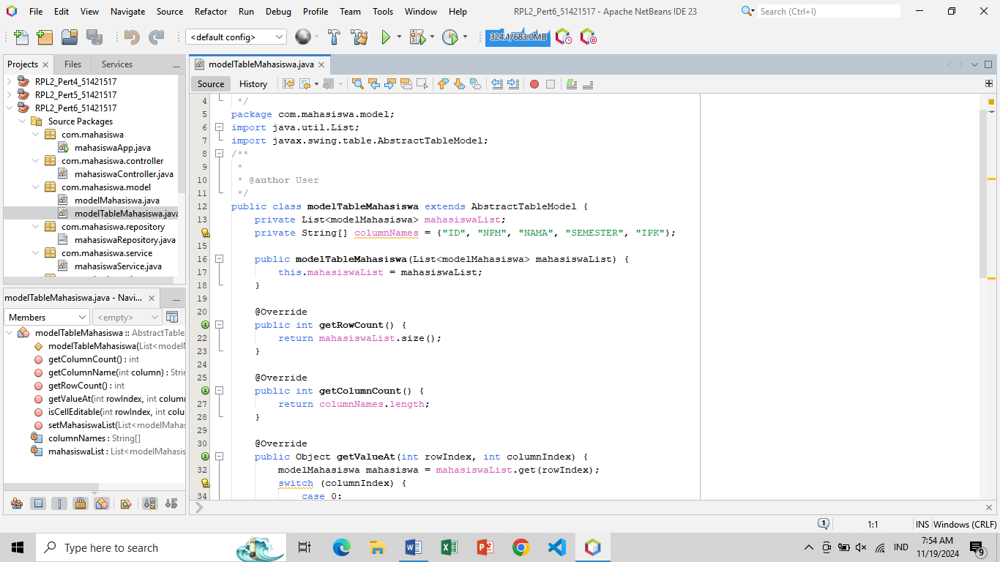 File Edit View Navigate Source Refactor Run Debug Profile Team Tools Window Help
RPL2_Pert6_51421517 - Apache NetBeans IDE 23
Search (Ctrl+I)
<default config>
324.1/683.0MB
Projects
Files
Services
RPL2_Pert4_51421517
RPL2_Pert5_51421517
RPL2_Pert6_51421517
Source Packages
com.mahasiswa
mahasiswaApp.java
com.mahasiswa.controller
mahasiswaController.java
com.mahasiswa.model
modelMahasiswa.java
modelTableMahasiswa.java
com.mahasiswa.repository
mahasiswaRepository.java
com.mahasiswa.service
mahasiswaService.java
modelTableMahasiswa.java - Navi...
Members
<empty>
modelTableMahasiswa :: AbstractTable
modelTableMahasiswa(List<model
getColumnCount() : int
getColumnName(int column) : Strin
getRowCount() : int
getValueAt(int rowIndex, int column
isCellEditable(int rowIndex, int colu
setMahasiswaList(List<modelMahas
columnNames : String[]
mahasiswaList : List<modelMahasis
modelTableMahasiswa.java
Source
History
4 */
5 package com.mahasiswa.model;
6 import java.util.List;
7 import javax.swing.table.AbstractTableModel;
8 /**
9 *
10 * @author User
11 */
12 public class modelTableMahasiswa extends AbstractTableModel {
13 private List<modelMahasiswa> mahasiswaList;
private String[] columnNames = {"ID", "NPM", "NAMA", "SEMESTER", "IPK"};
15
16 public modelTableMahasiswa(List<modelMahasiswa> mahasiswaList) {
17 this.mahasiswaList = mahasiswaList;
18 }
19
20 @Override
public int getRowCount() {
22 return mahasiswaList.size();
23 }
24
25 @Override
public int getColumnCount() {
27 return columnNames.length;
28 }
29
30 @Override
public Object getValueAt(int rowIndex, int columnIndex) {
32 modelMahasiswa mahasiswa = mahasiswaList.get(rowIndex);
switch (columnIndex) {
34 case 0:
1
1:1
INS
Windows (CRLF)
Type here to search
IND
7:54 AM
11/19/2024
9